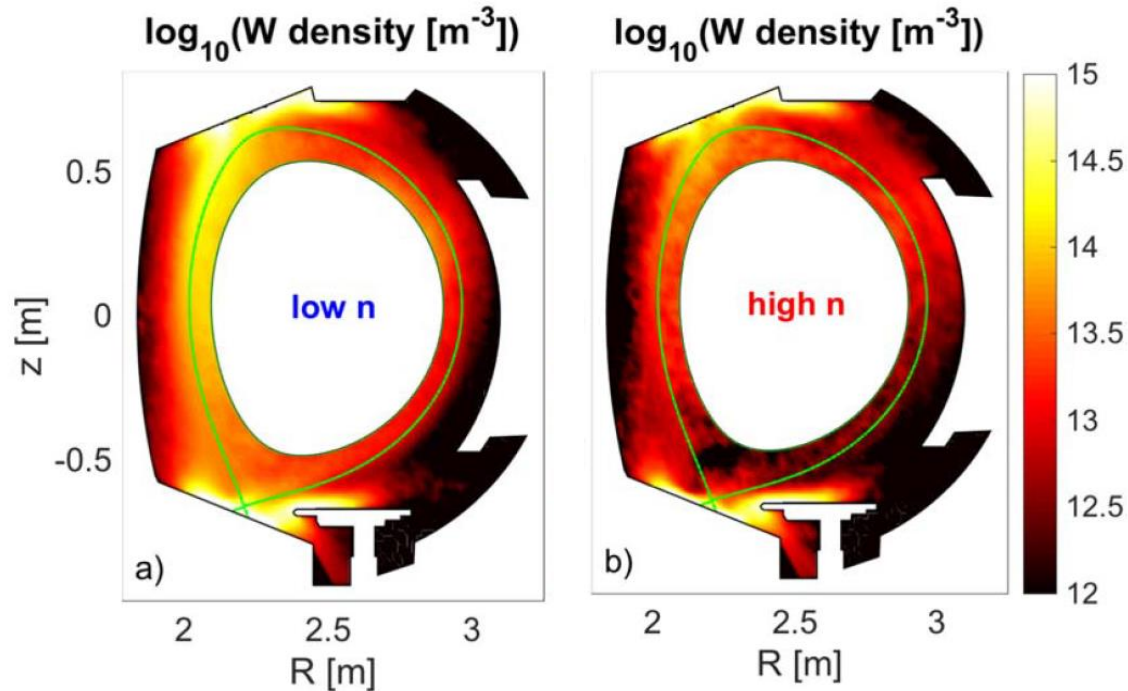 log10(W density [m-3])
log10(W density [m-3])
15
14.5
14
13.5
13
12.5
12
0.5
0
-0.5
z [m]
low n
high n
a)
b)
2 2.5 3
2 2.5 3
R [m]
R [m]